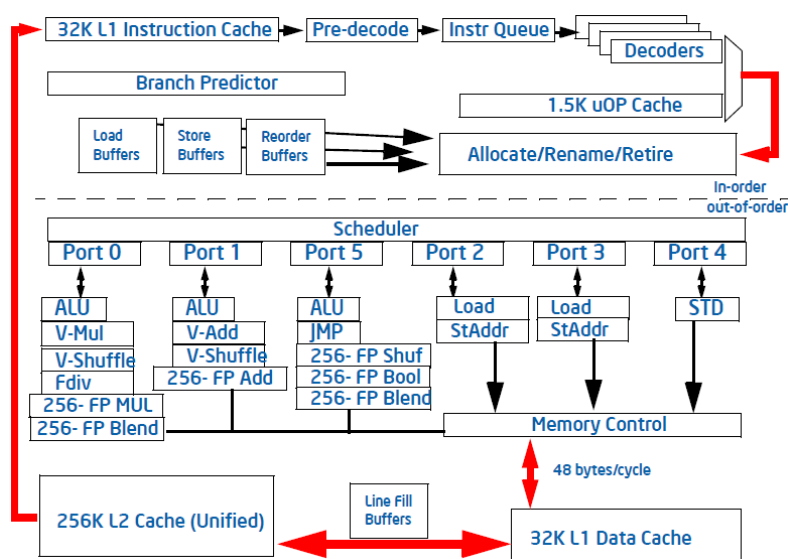 32K L1 Instruction Cache
Pre-decode
Instr Queue
Decoders
Branch Predictor
1.5K uOP Cache
Load
Buffers
Store
Buffers
Reorder
Buffers
Allocate/Rename/Retire
In-order
out-of-order
Scheduler
Port 0
Port 1
Port 5
Port 2
Port 3
Port 4
ALU
V-Mul
V-Shuffle
Fdiv
256- FP MUL
256- FP Blend
ALU
V-Add
V-Shuffle
256- FP Add
ALU
JMP
256- FP Shuf
256- FP Bool
256- FP Blend
Load
StAddr
Load
StAddr
STD
Memory Control
48 bytes/cycle
256K L2 Cache (Unified)
Line Fill
Buffers
32K L1 Data Cache